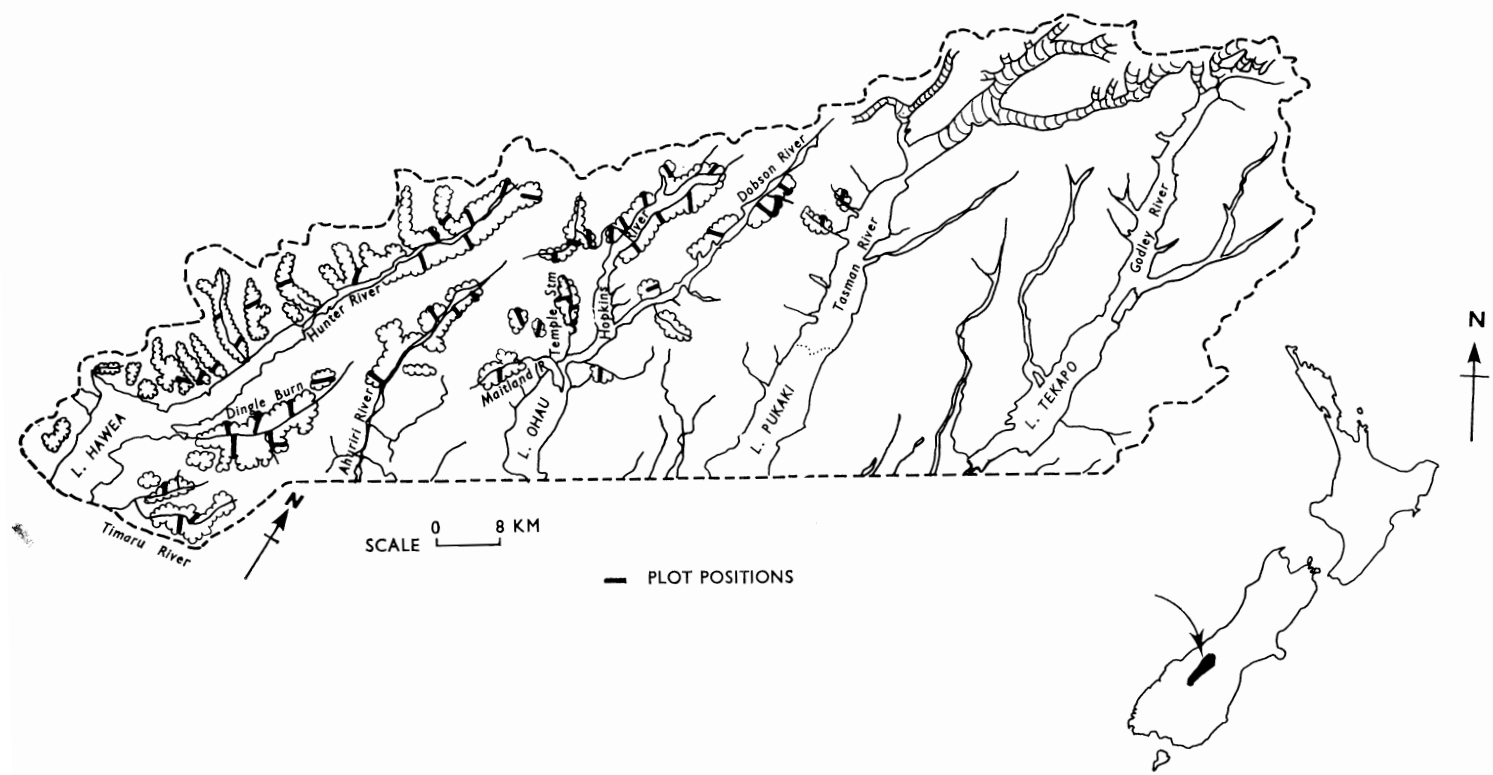 Dobson River
River
Tasman River
Godley River
Hunter River
Temple Stm
Hopkins
Maitland R
Dingle Burn
Ahuriri River
L. HAWEA
L. OHAU
L. PUKAKI
L. TEKAPO
Timaru River
N
N
0 8 KM
SCALE
PLOT POSITIONS